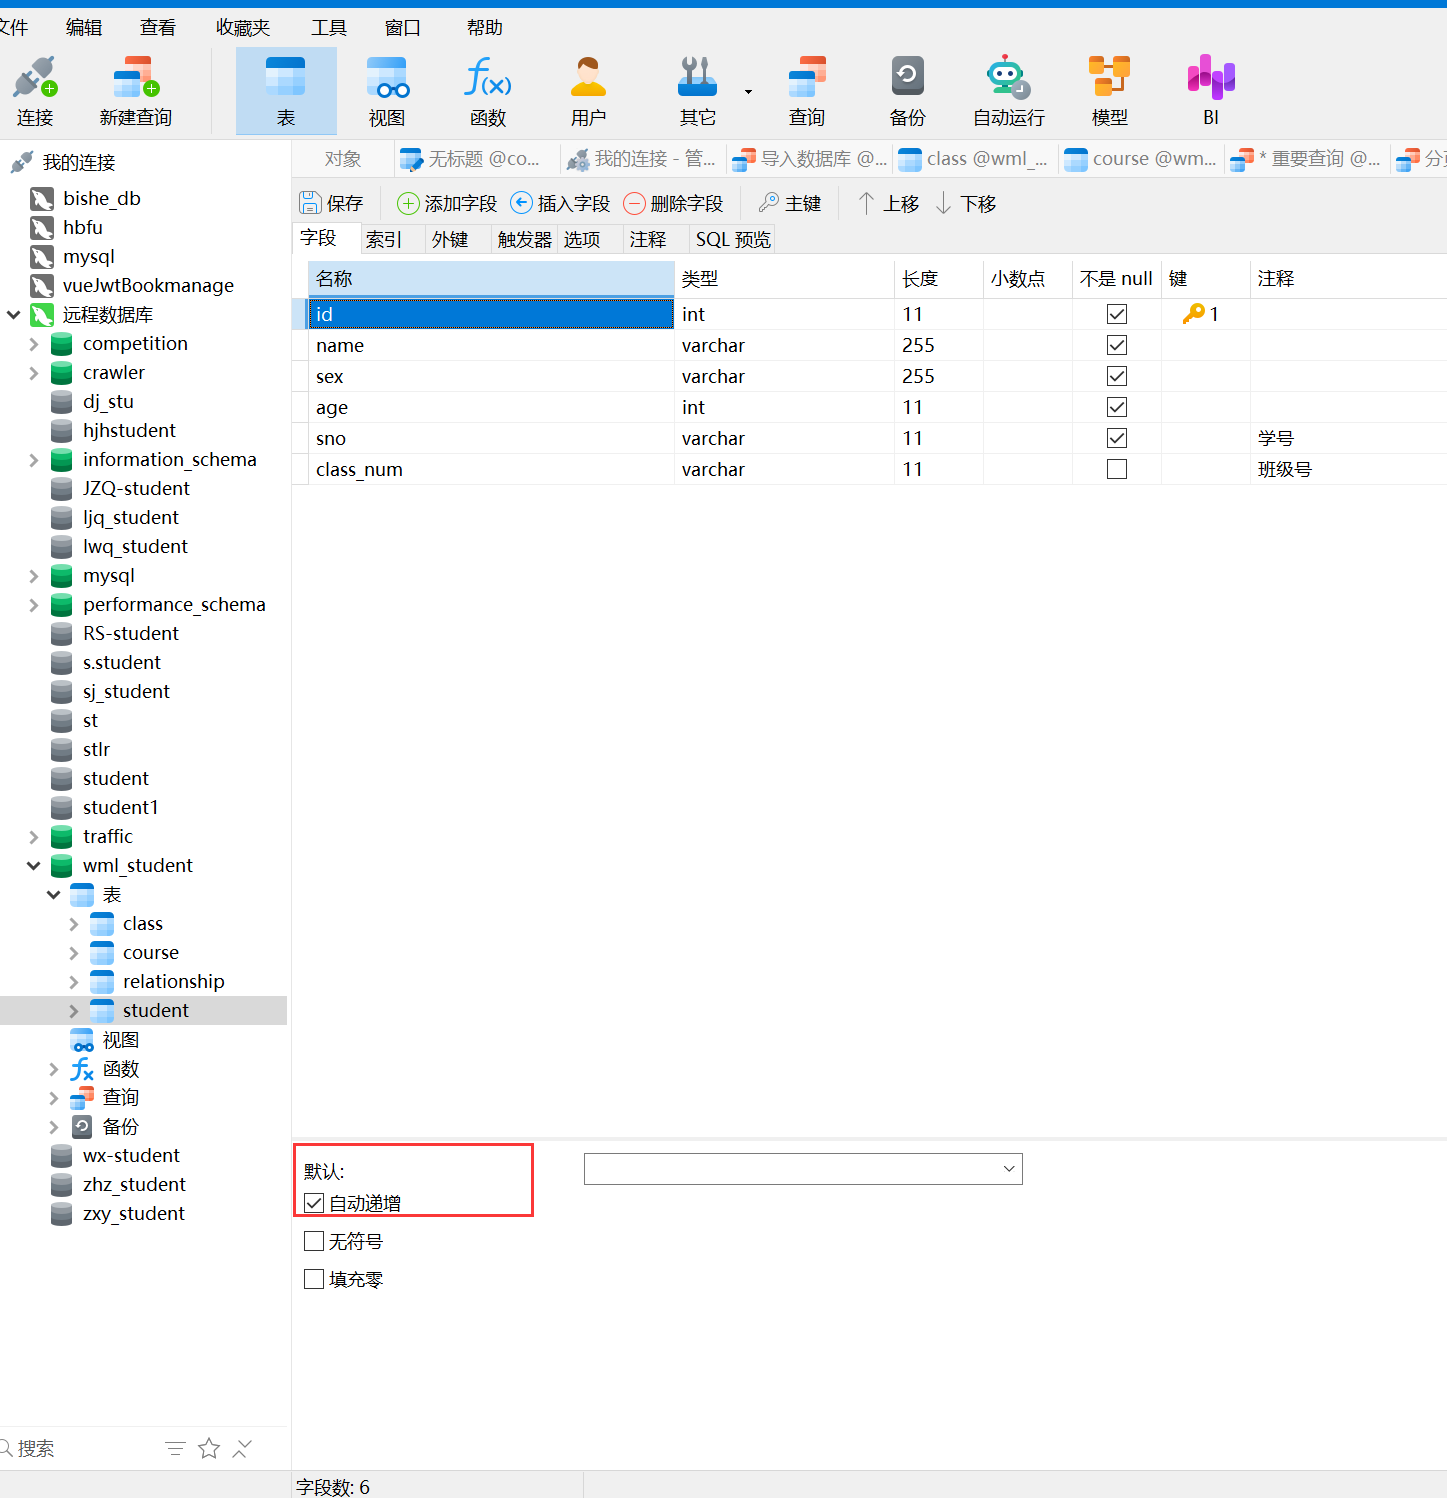 文件 编辑 查看 收藏夹 工具 窗口 帮助
连接 新建查询 表 视图 函数 用户 其它 查询 备份 自动运行 模型 BI
我的连接
bishe_db
hbfu
mysql
vueJwtBookmanage
远程数据库
competition
crawler
dj_stu
hjhstudent
information_schema
JZQ-student
ljq_student
lwq_student
mysql
performance_schema
RS-student
s.student
sj_student
st
stlr
student
student1
traffic
wml_student
表
class
course
relationship
student
视图
函数
查询
备份
wx-student
zhz_student
zxy_student
搜索
对象 无标题 @co... 我的连接 - 管... 导入数据库 @... class @wml_... course @wm... * 重要查询 @... 分页
保存 添加字段 插入字段 删除字段 主键 上移 下移
字段 索引 外键 触发器 选项 注释 SQL 预览
名称 类型 长度 小数点 不是 null 键 注释
id int 11 1
name varchar 255
sex varchar 255
age int 11
sno varchar 11 学号
class_num varchar 11 班级号
默认:
自动递增
无符号
填充零
字段数: 6